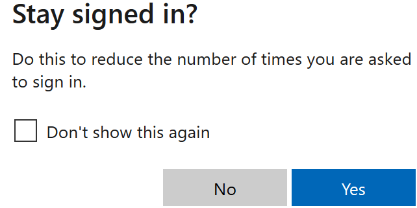 Stay signed in?
Do this to reduce the number of times you are asked
to sign in.
Don't show this again
No
Yes